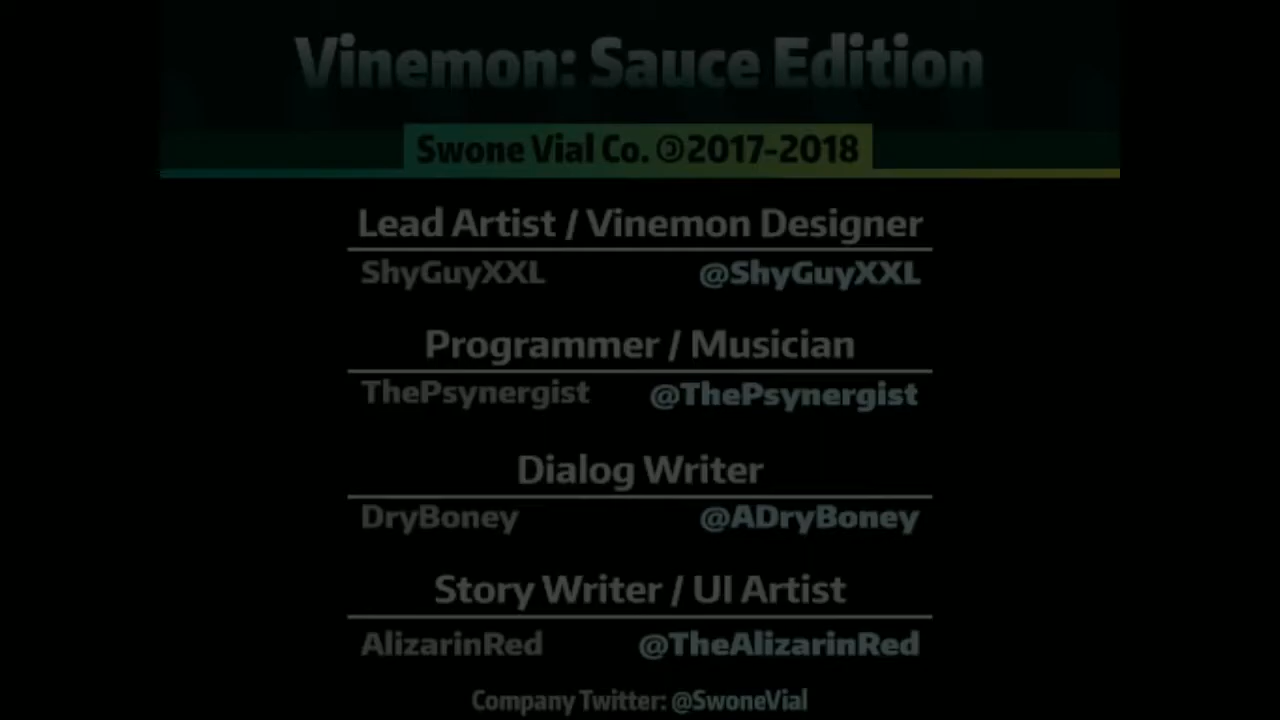 Vinemon: Sauce Edition
Swone Vial Co. ©2017-2018
Lead Artist / Vinemon Designer
ShyGuyXXL @ShyGuyXXL
Programmer / Musician
ThePsynergist @ThePsynergist
Dialog Writer
DryBoney @ADryBoney
Story Writer / UI Artist
AlizarinRed @TheAlizarinRed
Company Twitter: @SwoneVial